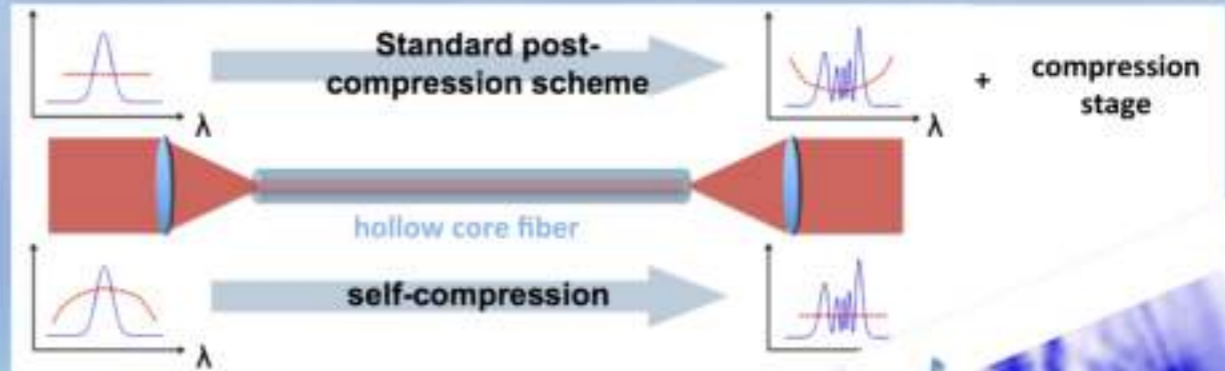 Standard post-
compression scheme
+ compression
stage
λ
λ
hollow core fiber
self-compression
λ